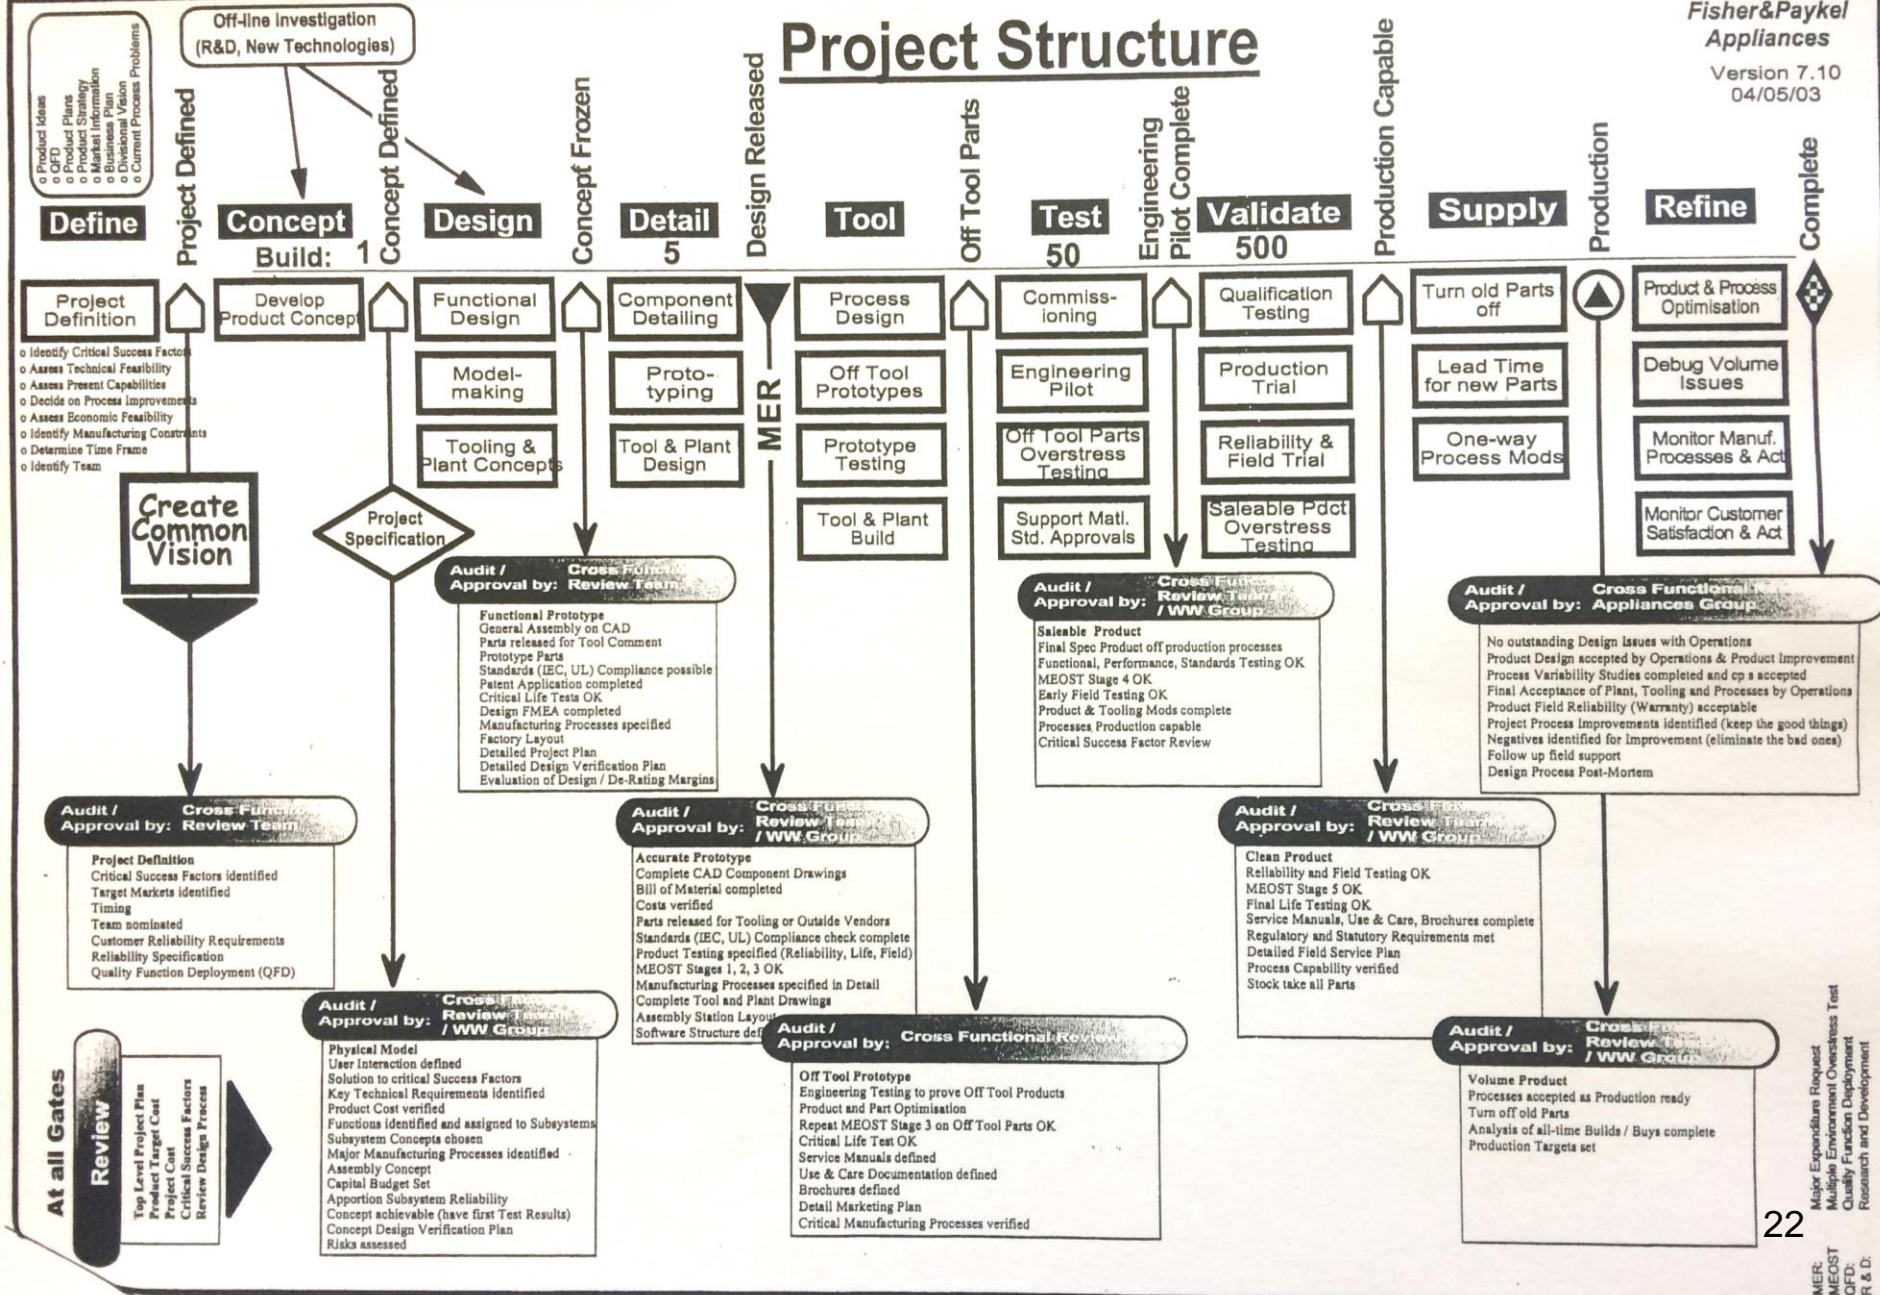 Project Structure
Fisher&Paykel
Appliances
Version 7.10
04/05/03
Off-line Investigation
(R&D, New Technologies)
o Product Ideas
o QFD
o Product Plans
o Product Strategy
o Market Information
o Business Plan
o Divisional Vision
o Current Process Problems
Define
Project Defined
Concept
Concept Defined
Design
Concept Frozen
Detail
Design Released
Tool
Off Tool Parts
Test
Engineering
Pilot Complete
Validate
Production Capable
Supply
Production
Refine
Complete
Build: 1
5
50
500
Project
Definition
o Identify Critical Success Factors
o Assess Technical Feasibility
o Assess Present Capabilities
o Decide on Process Improvements
o Assess Economic Feasibility
o Identify Manufacturing Constraints
o Determine Time Frame
o Identify Team
Create
Common
Vision
Develop
Product Concept
Project
Specification
Functional
Design
Model-
making
Tooling &
Plant Concepts
Component
Detailing
Proto-
typing
Tool & Plant
Design
MER
Process
Design
Off Tool
Prototypes
Prototype
Testing
Tool & Plant
Build
Commiss-
ioning
Engineering
Pilot
Off Tool Parts
Overstress
Testing
Support Matl.
Std. Approvals
Qualification
Testing
Production
Trial
Reliability &
Field Trial
Saleable Pdct
Overstress
Testing
Turn old Parts
off
Lead Time
for new Parts
One-way
Process Mods
Product & Process
Optimisation
Debug Volume
Issues
Monitor Manuf.
Processes & Act
Monitor Customer
Satisfaction & Act
Audit / Cross
Approval by: Review Team
Project Definition
Critical Success Factors identified
Target Markets identified
Timing
Team nominated
Customer Reliability Requirements
Reliability Specification
Quality Function Deployment (QFD)
Audit / Cross
Approval by: Review
/ WW Group
Physical Model
User Interaction defined
Solution to critical Success Factors
Key Technical Requirements identified
Product Cost verified
Functions identified and assigned to Subsystems
Subsystem Concepts chosen
Major Manufacturing Processes identified
Assembly Concept
Capital Budget Set
Apportion Subsystem Reliability
Concept achievable (have first Test Results)
Concept Design Verification Plan
Risks assessed
Audit / Cross
Approval by: Review Team
Functional Prototype
General Assembly on CAD
Parts released for Tool Comment
Prototype Parts
Standards (IEC, UL) Compliance possible
Patent Application completed
Critical Life Tests OK
Design FMEA completed
Manufacturing Processes specified
Factory Layout
Detailed Project Plan
Detailed Design Verification Plan
Evaluation of Design / De-Rating Margins
Audit / Cross
Approval by: Review
/ WW Group
Accurate Prototype
Complete CAD Component Drawings
Bill of Material completed
Costs verified
Parts released for Tooling or Outside Vendors
Standards (IEC, UL) Compliance check complete
Product Testing specified (Reliability, Life, Field)
MEOST Stages 1, 2, 3 OK
Manufacturing Processes specified in Detail
Complete Tool and Plant Drawings
Assembly Station Layout
Software Structure def
Audit /
Approval by: Cross Functional Review
Off Tool Prototype
Engineering Testing to prove Off Tool Products
Product and Part Optimisation
Repeat MEOST Stage 3 on Off Tool Parts OK
Critical Life Test OK
Service Manuals defined
Use & Care Documentation defined
Brochures defined
Detail Marketing Plan
Critical Manufacturing Processes verified
Audit / Cross
Approval by: Review
/ WW Group
Saleable Product
Final Spec Product off production processes
Functional, Performance, Standards Testing OK
MEOST Stage 4 OK
Early Field Testing OK
Product & Tooling Mods complete
Processes Production capable
Critical Success Factor Review
Audit / Cross
Approval by: Review
/ WW Group
Clean Product
Reliability and Field Testing OK
MEOST Stage 5 OK
Final Life Testing OK
Service Manuals, Use & Care, Brochures complete
Regulatory and Statutory Requirements met
Detailed Field Service Plan
Process Capability verified
Stock take all Parts
Audit / Cross Functional
Approval by: Appliances Group
No outstanding Design Issues with Operations
Product Design accepted by Operations & Product Improvement
Process Variability Studies completed and cp s accepted
Final Acceptance of Plant, Tooling and Processes by Operations
Product Field Reliability (Warranty) acceptable
Project Process Improvements identified (keep the good things)
Negatives identified for Improvement (eliminate the bad ones)
Follow up field support
Design Process Post-Mortem
Audit / Cross
Approval by: Review
/ WW Group
Volume Product
Processes accepted as Production ready
Turn off old Parts
Analysis of all-time Builds / Buys complete
Production Targets set
At all Gates
Review
Top Level Project Plan
Product Target Cost
Project Cost
Critical Success Factors
Review Design Process
MER: Major Expenditure Request
MEOST Multiple Environment Overstress Test
QFD: Quality Function Deployment
R & D: Research and Development
22